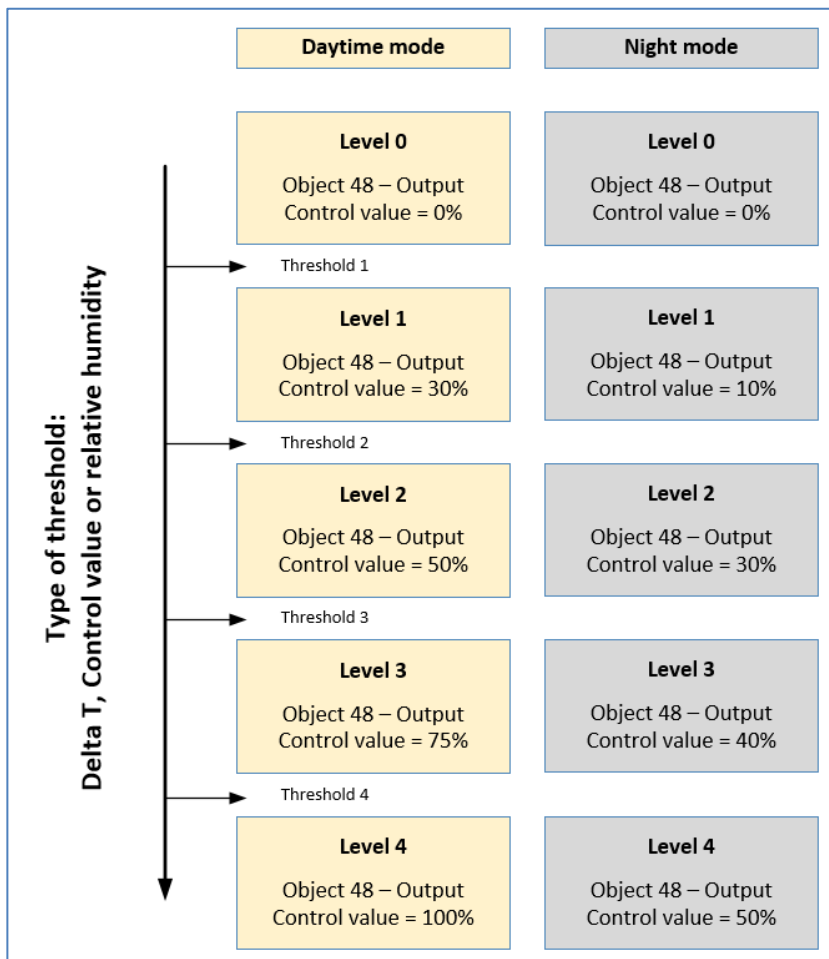 Daytime mode
Night mode
Type of threshold:
Delta T, Control value or relative humidity
Level 0
Object 48 – Output
Control value = 0%
Level 0
Object 48 – Output
Control value = 0%
Threshold 1
Level 1
Object 48 – Output
Control value = 30%
Level 1
Object 48 – Output
Control value = 10%
Threshold 2
Level 2
Object 48 – Output
Control value = 50%
Level 2
Object 48 – Output
Control value = 30%
Threshold 3
Level 3
Object 48 – Output
Control value = 75%
Level 3
Object 48 – Output
Control value = 40%
Threshold 4
Level 4
Object 48 – Output
Control value = 100%
Level 4
Object 48 – Output
Control value = 50%